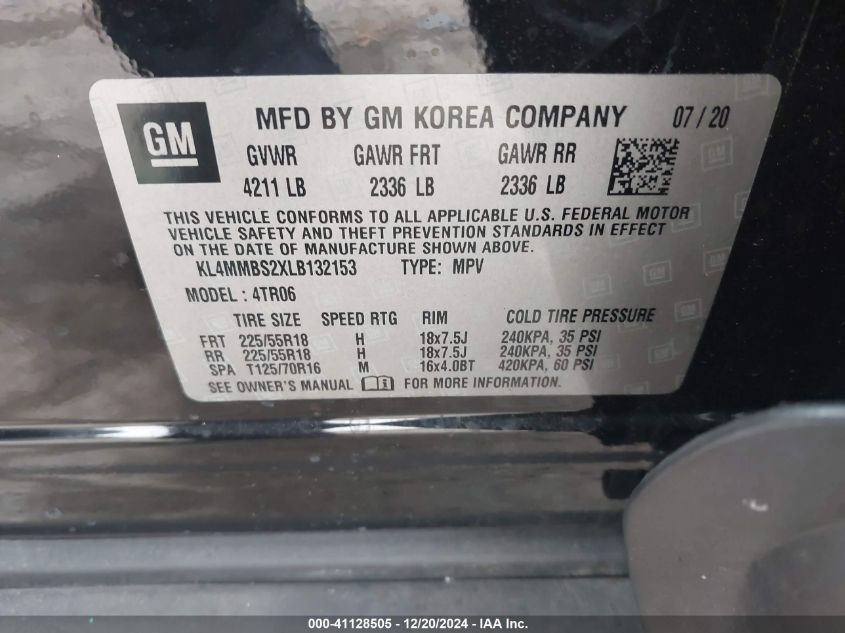 GM
MFD BY GM KOREA COMPANY 07 / 20
GVWR GAWR FRT GAWR RR
4211 LB 2336 LB 2336 LB
THIS VEHICLE CONFORMS TO ALL APPLICABLE U.S. FEDERAL MOTOR
VEHICLE SAFETY AND THEFT PREVENTION STANDARDS IN EFFECT
ON THE DATE OF MANUFACTURE SHOWN ABOVE.
KL4MMBS2XLB132153 TYPE: MPV
MODEL : 4TR06
TIRE SIZE SPEED RTG RIM COLD TIRE PRESSURE
FRT 225/55R18 H 18x7.5J 240KPA, 35 PSI
RR 225/55R18 H 18x7.5J 240KPA, 35 PSI
SPA T125/70R16 M 16x4.0BT 420KPA, 60 PSI
SEE OWNER'S MANUAL FOR MORE INFORMATION.
000-41128505 - 12/20/2024 - IAA Inc.